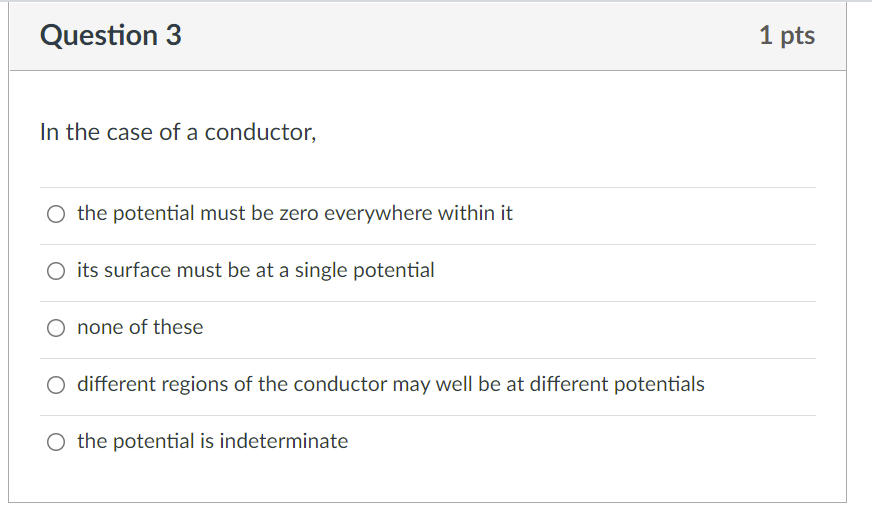 Question 3
1 pts
In the case of a conductor,
the potential must be zero everywhere within it
its surface must be at a single potential
none of these
different regions of the conductor may well be at different potentials
the potential is indeterminate